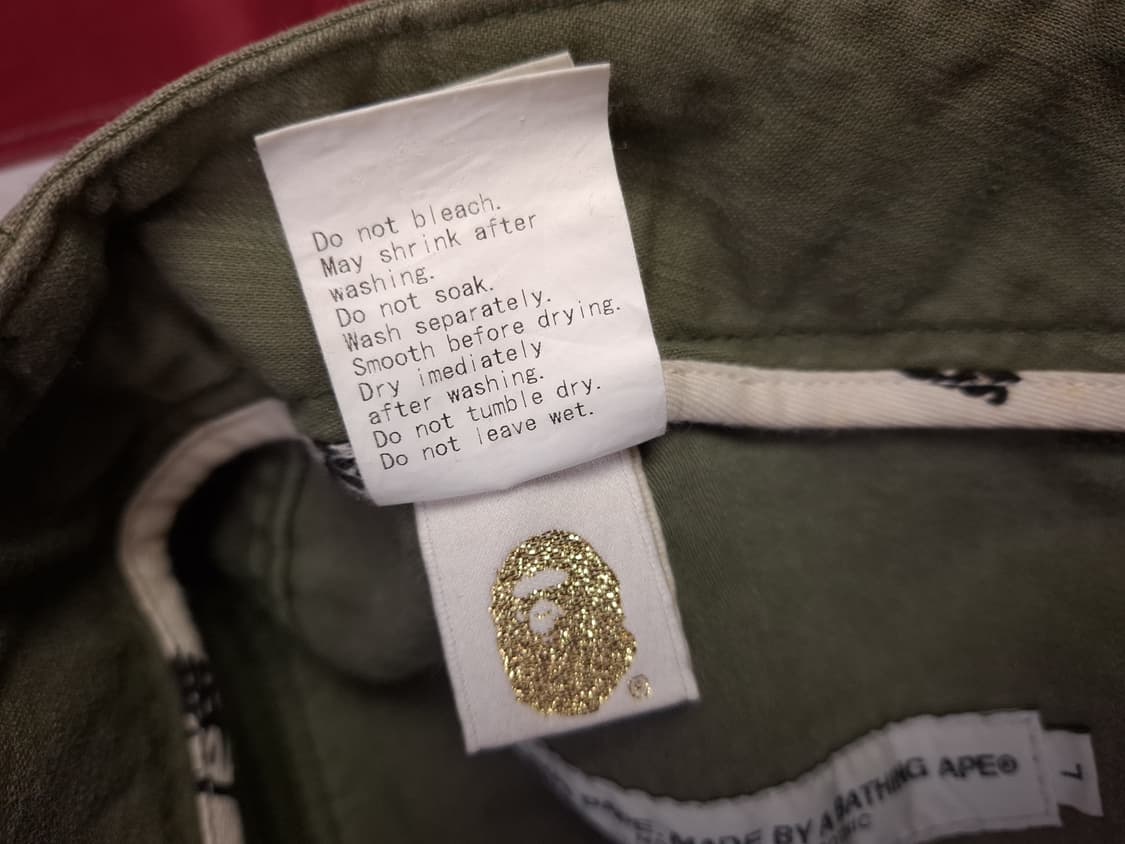 Do not bleach.
May shrink after
washing.
Do not soak.
Wash separately.
Smooth before drying.
Dry imediately
after washing.
Do not tumble dry.
Do not leave wet.
®
MADE BY A BATHING APE®
L